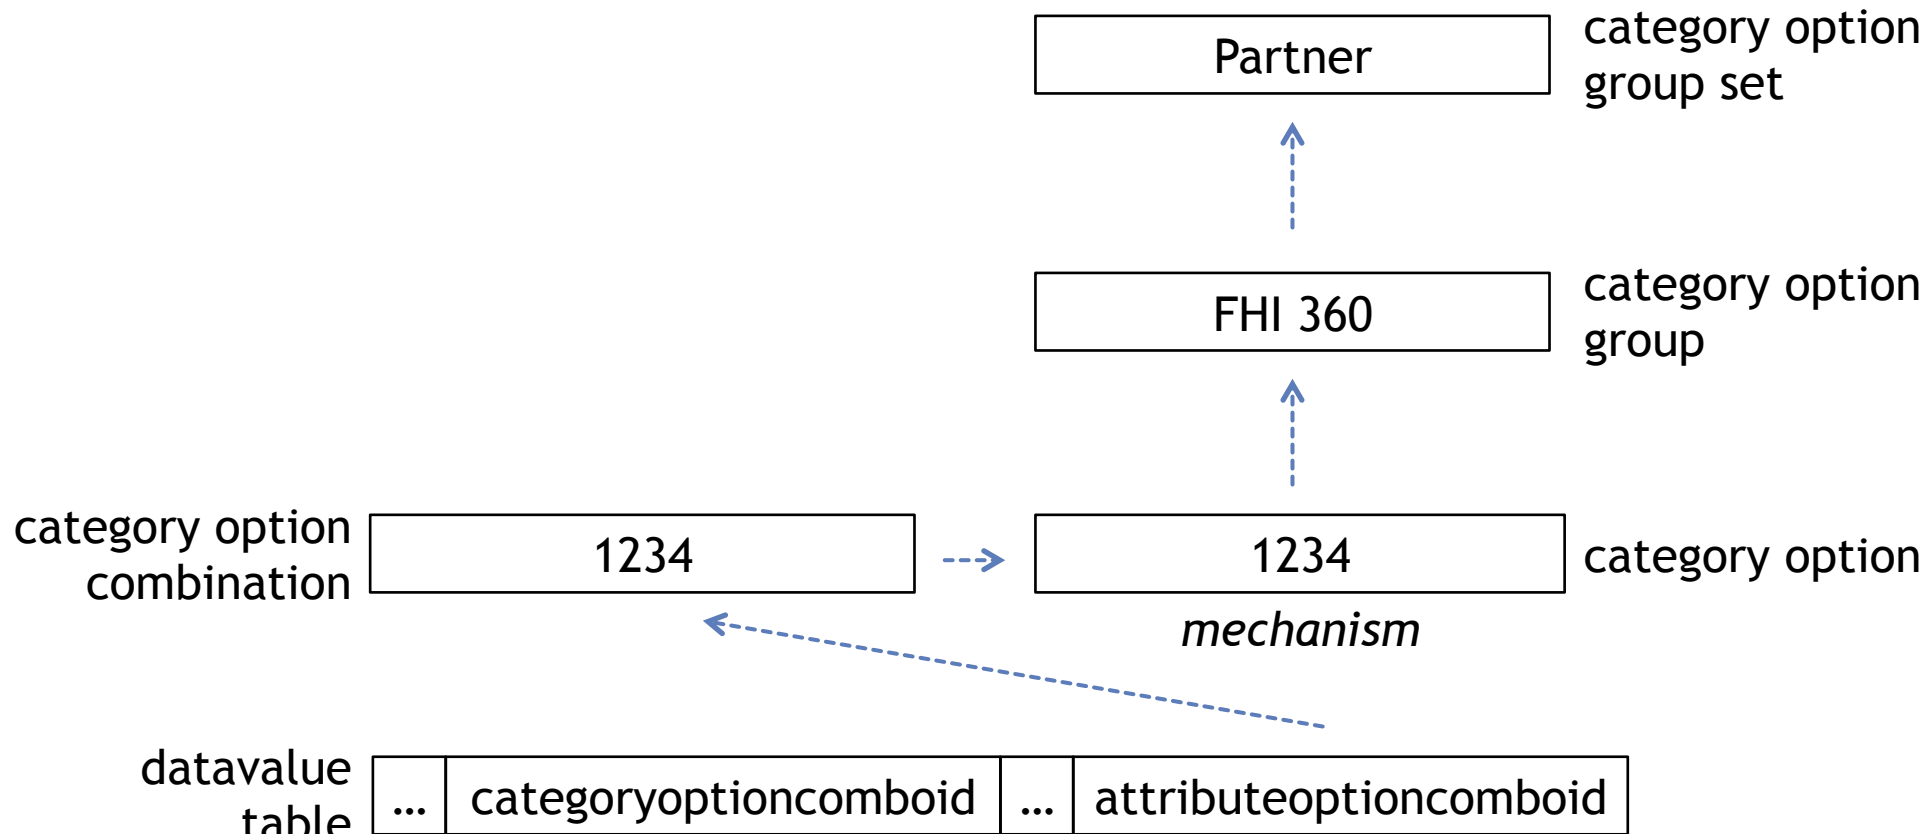 Partner
category option
group set
FHI 360
category option
group
category option
combination
1234
1234
category option
mechanism
datavalue
table
... categoryoptioncomboid ... attributeoptioncomboid